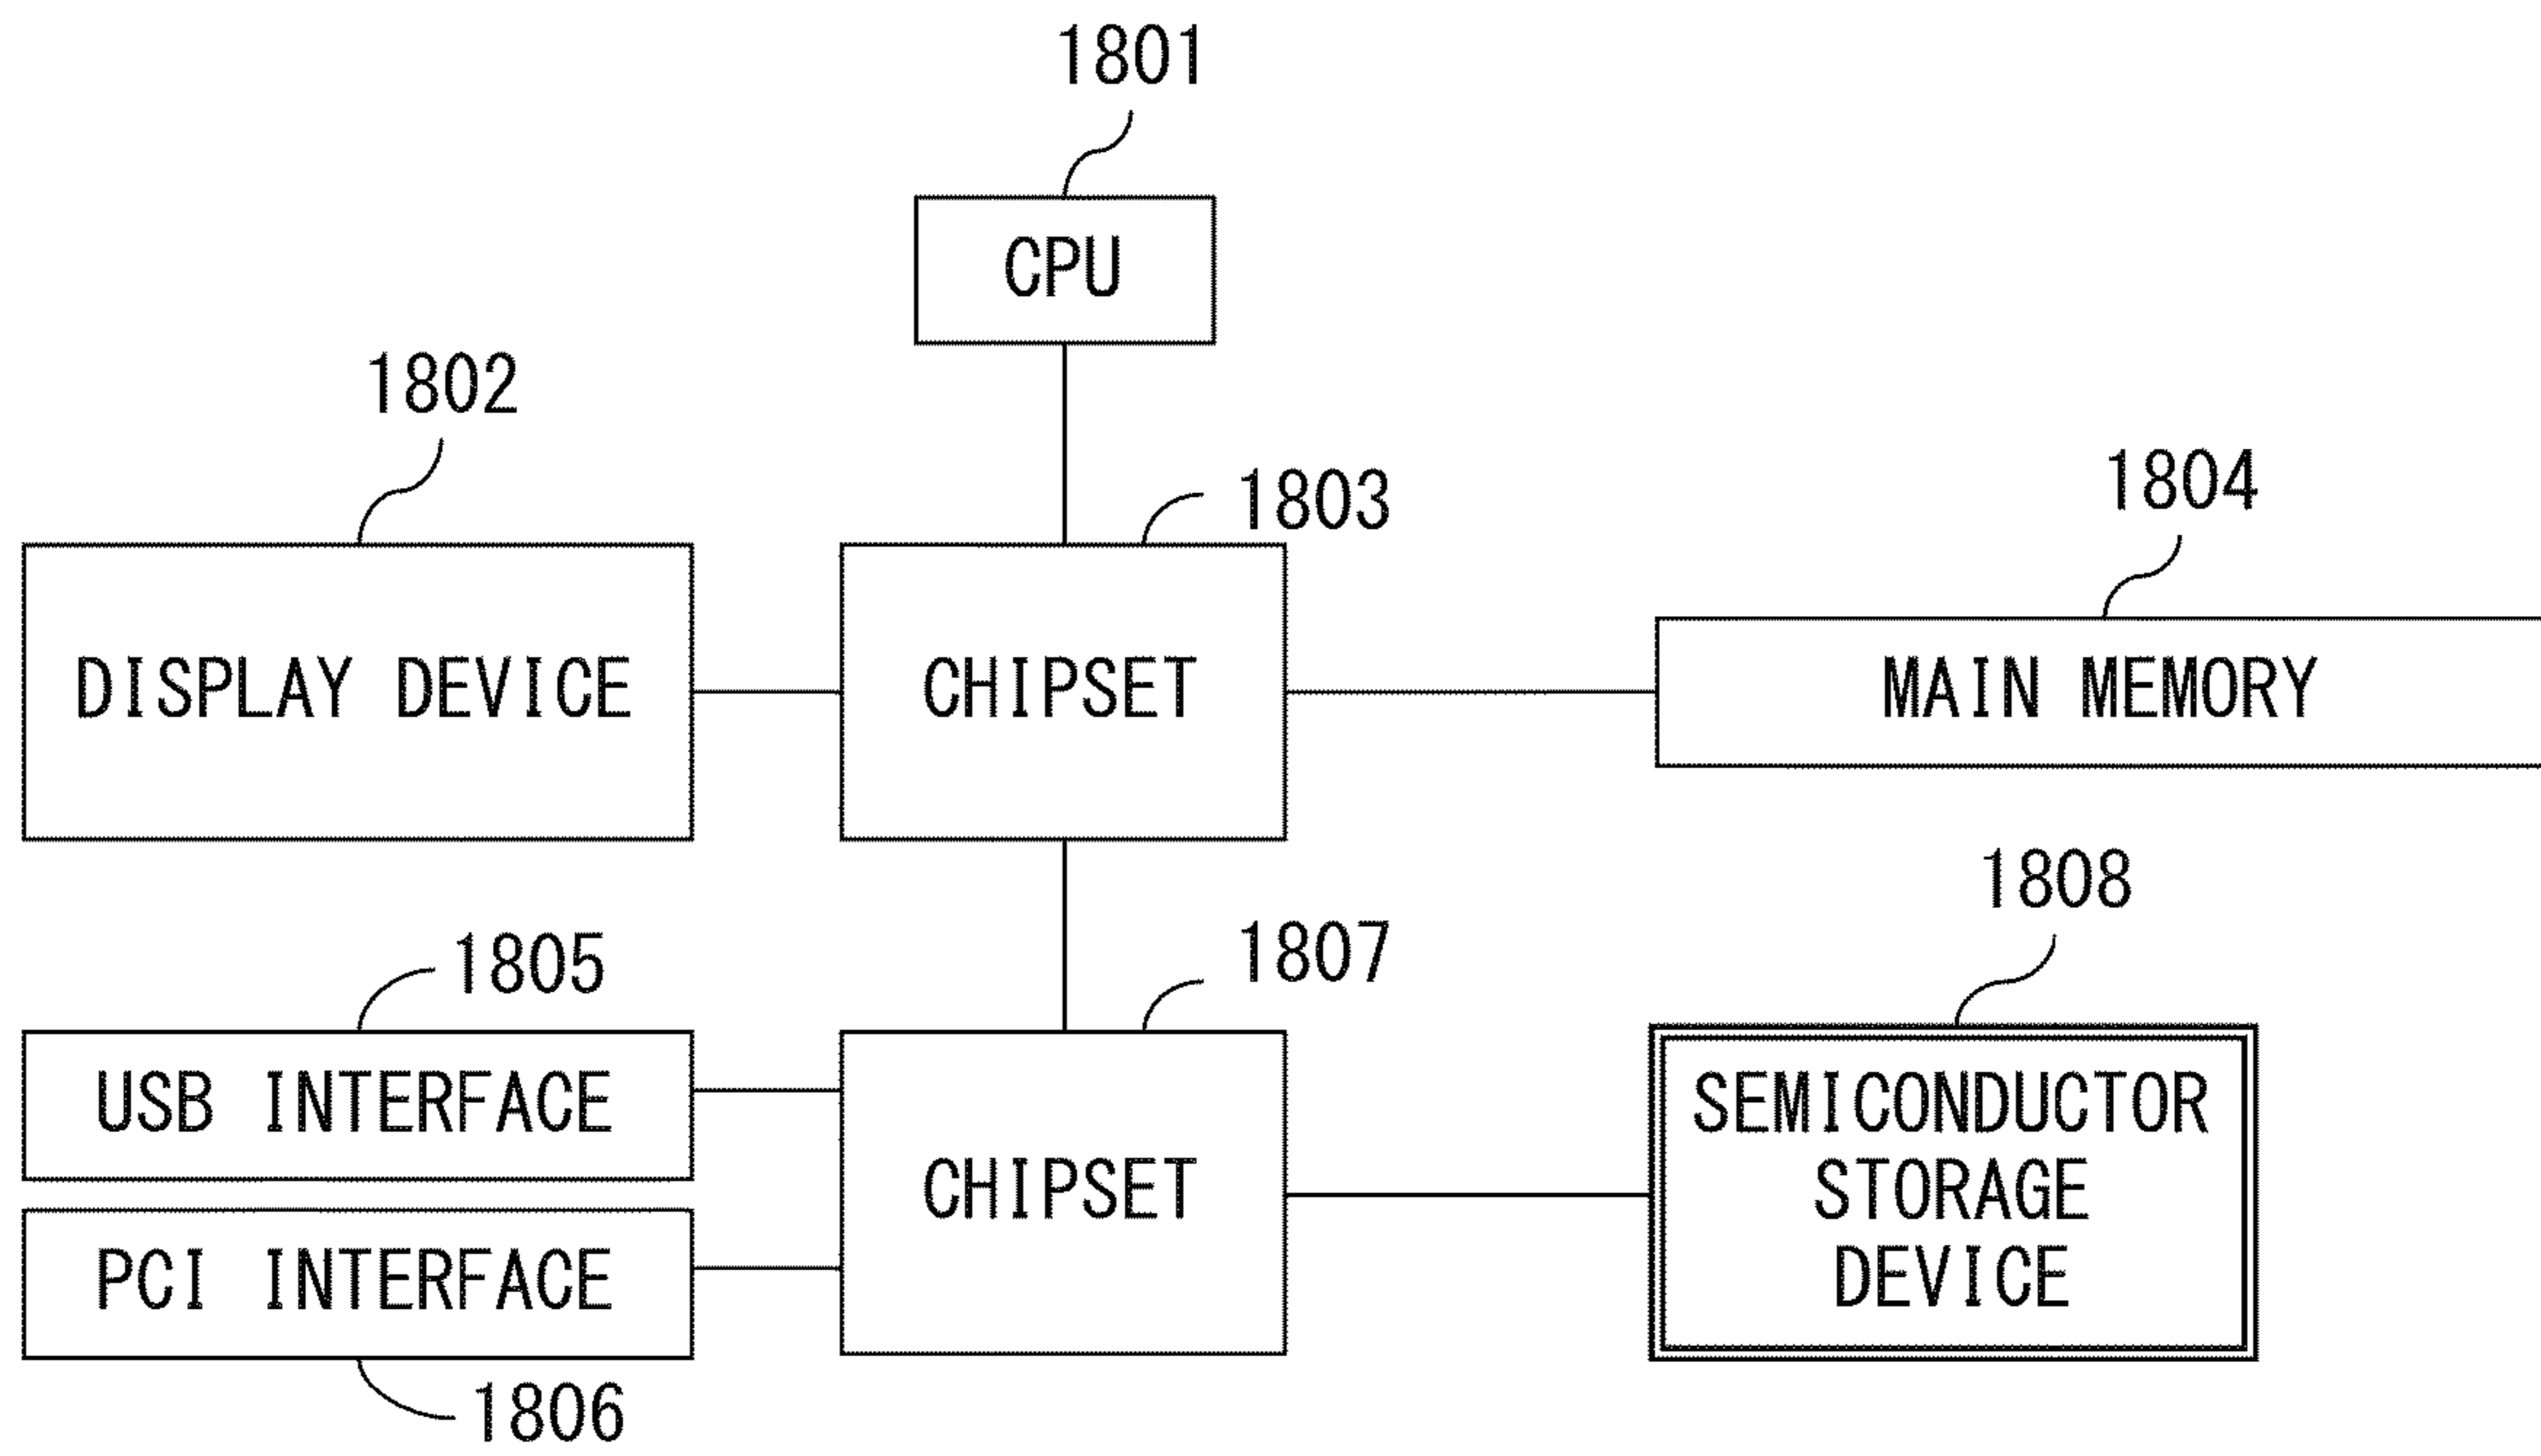 1801
CPU
1802
1803
1804
DISPLAY DEVICE
CHIPSET
MAIN MEMORY
1805
1807
1808
USB INTERFACE
PCI INTERFACE
1806
CHIPSET
SEMICONDUCTOR
STORAGE
DEVICE